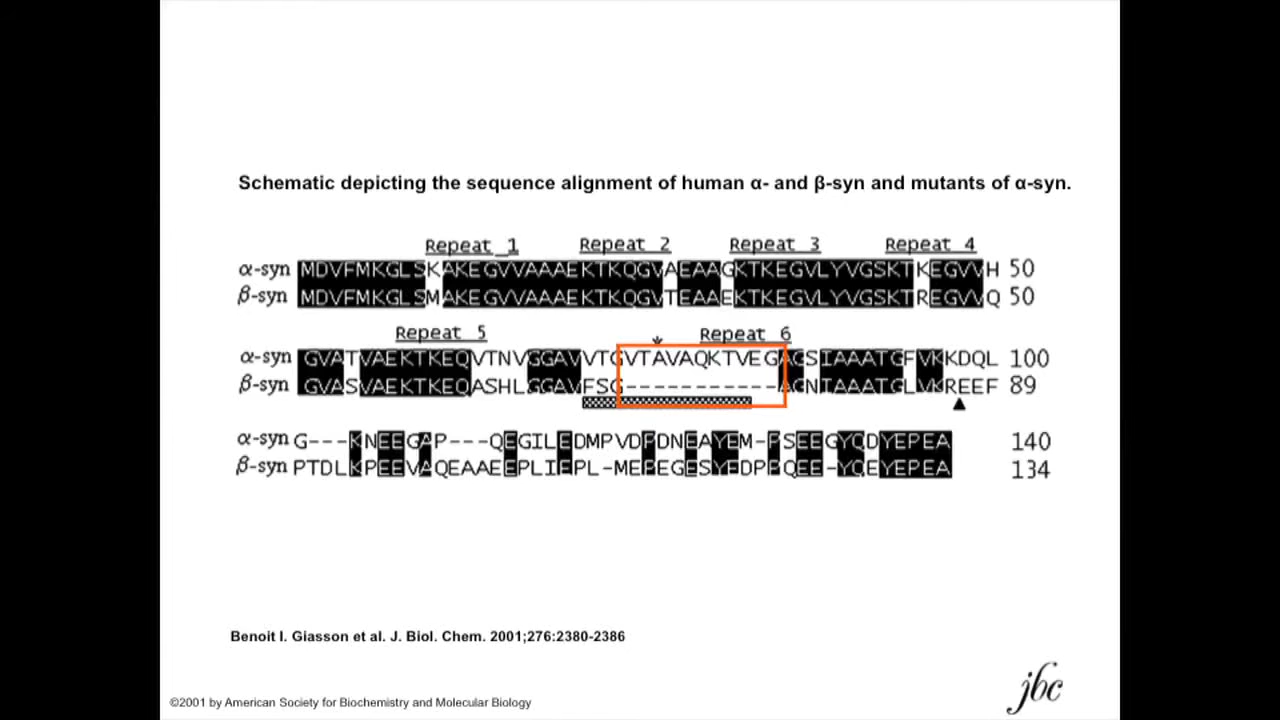 Schematic depicting the sequence alignment of human α- and β-syn and mutants of α-syn.
Repeat 1 Repeat 2 Repeat 3 Repeat 4
α-syn MDVFMKGLSKAKEGVVAAAEKTKQGVAEAAGKTKEGVLYVGSKTKEGVVH 50
β-syn MDVFMKGLSMAKEGVVAAAEKTKQGVTEAAEKTKEGVLYVGSKTREGVVQ 50
Repeat 5 * Repeat 6
α-syn GVATVAEKTKEQVTNVGGAVVTGVTAVAQKTVEGAGSIAAATGFVKKDQL 100
β-syn GVASVAEKTKEQASHLGGAVFSG-----------AGNIAAATGLVKREEF 89
α-syn G---KNEEGAP---QEGILEDMPVDPDNEAYEM-PSEEGYQDYEPEA 140
β-syn PTDLKPEEVAQEAAEEPLIEPL-MEPEGESYEDPPQEE-YQEYEPEA 134
Benoit I. Giasson et al. J. Biol. Chem. 2001;276:2380-2386
©2001 by American Society for Biochemistry and Molecular Biology
jbc